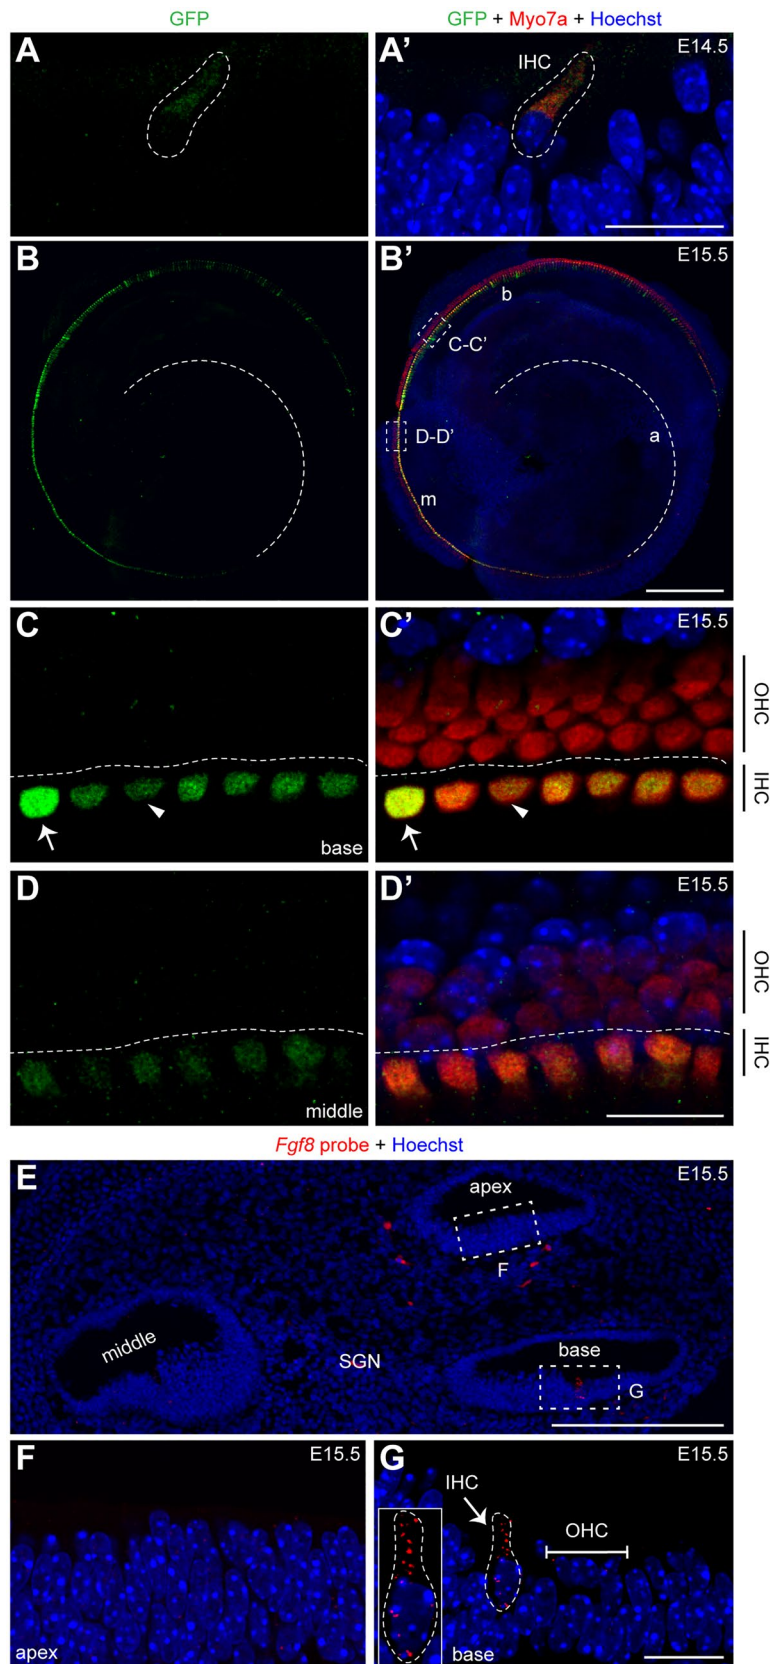 GFP
GFP + Myo7a + Hoechst
A
A’ IHC E14.5
B
B’ E15.5
b
C-C’
D-D’
a
m
C
base
C’ E15.5
OHC
IHC
D
middle
D’ E15.5
OHC
IHC
Fgf8 probe + Hoechst
E E15.5
apex
F
middle
SGN
base
G
F E15.5
apex
G E15.5
IHC
OHC
base